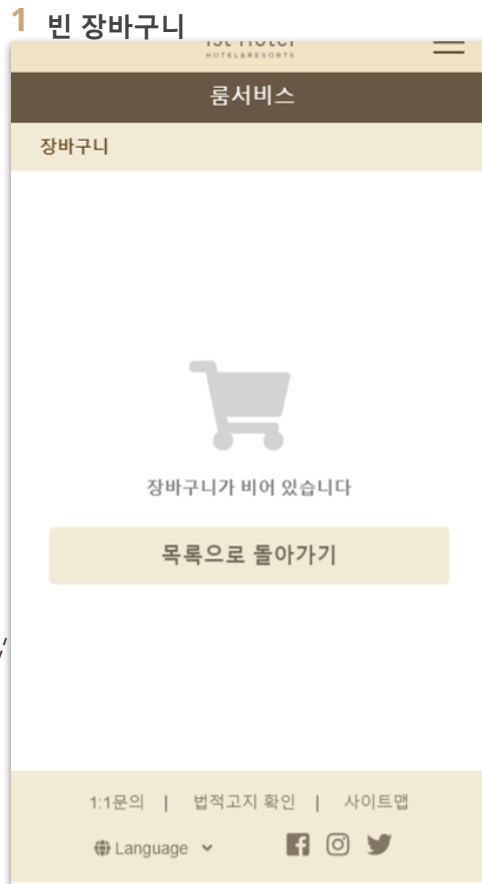 1 빈 장바구니
HOTEL&RESORTS
룸서비스
장바구니
장바구니가 비어 있습니다
목록으로 돌아가기
1:1문의 | 법적고지 확인 | 사이트맵
Language